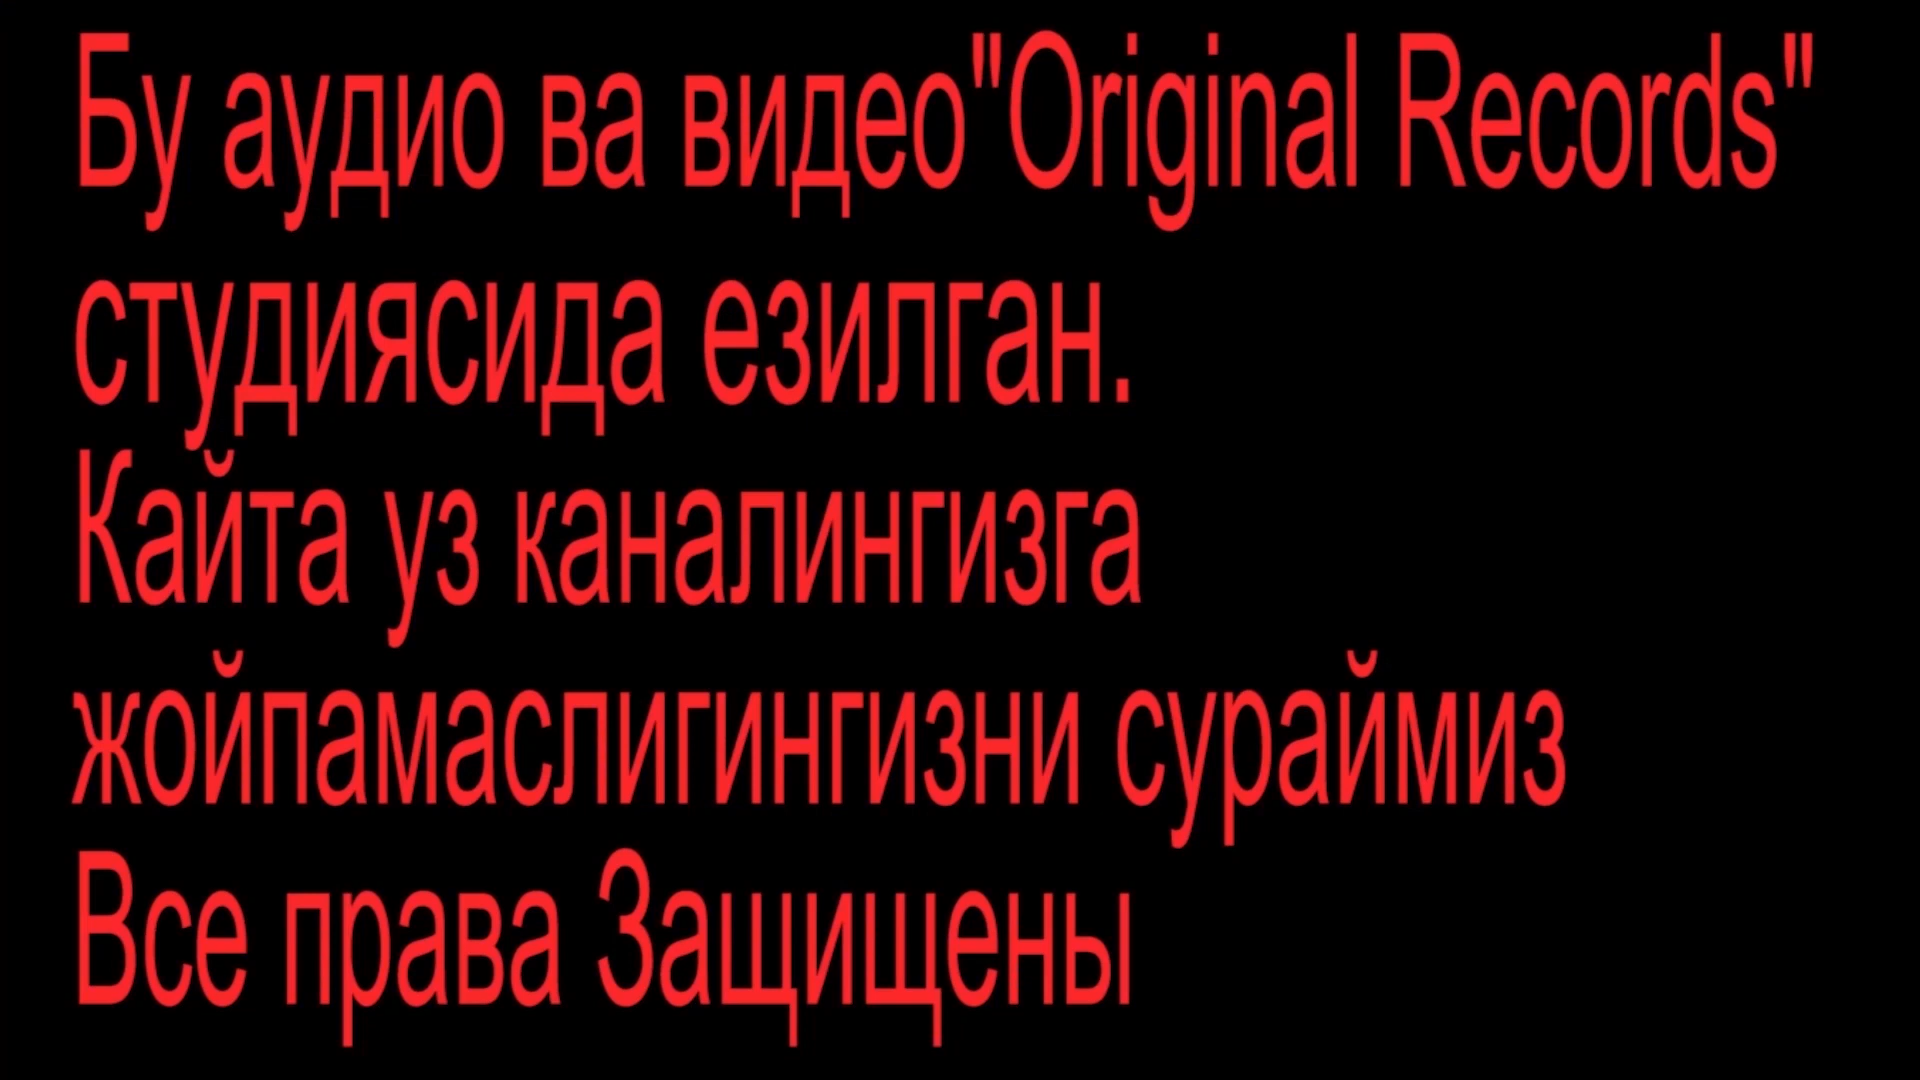 Бу аудио ва видео"Original Records"
студиясида езилган.
Кайта уз каналингизга
жойпамаслигингизни сураймиз
Все права Защищены